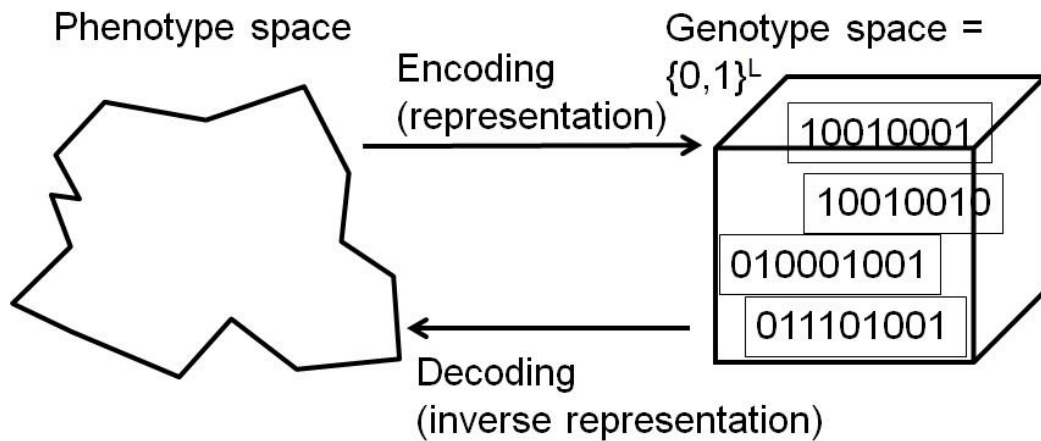 Phenotype space
Genotype space =
{0,1}ᴸ
Encoding
(representation)
10010001
10010010
010001001
011101001
Decoding
(inverse representation)